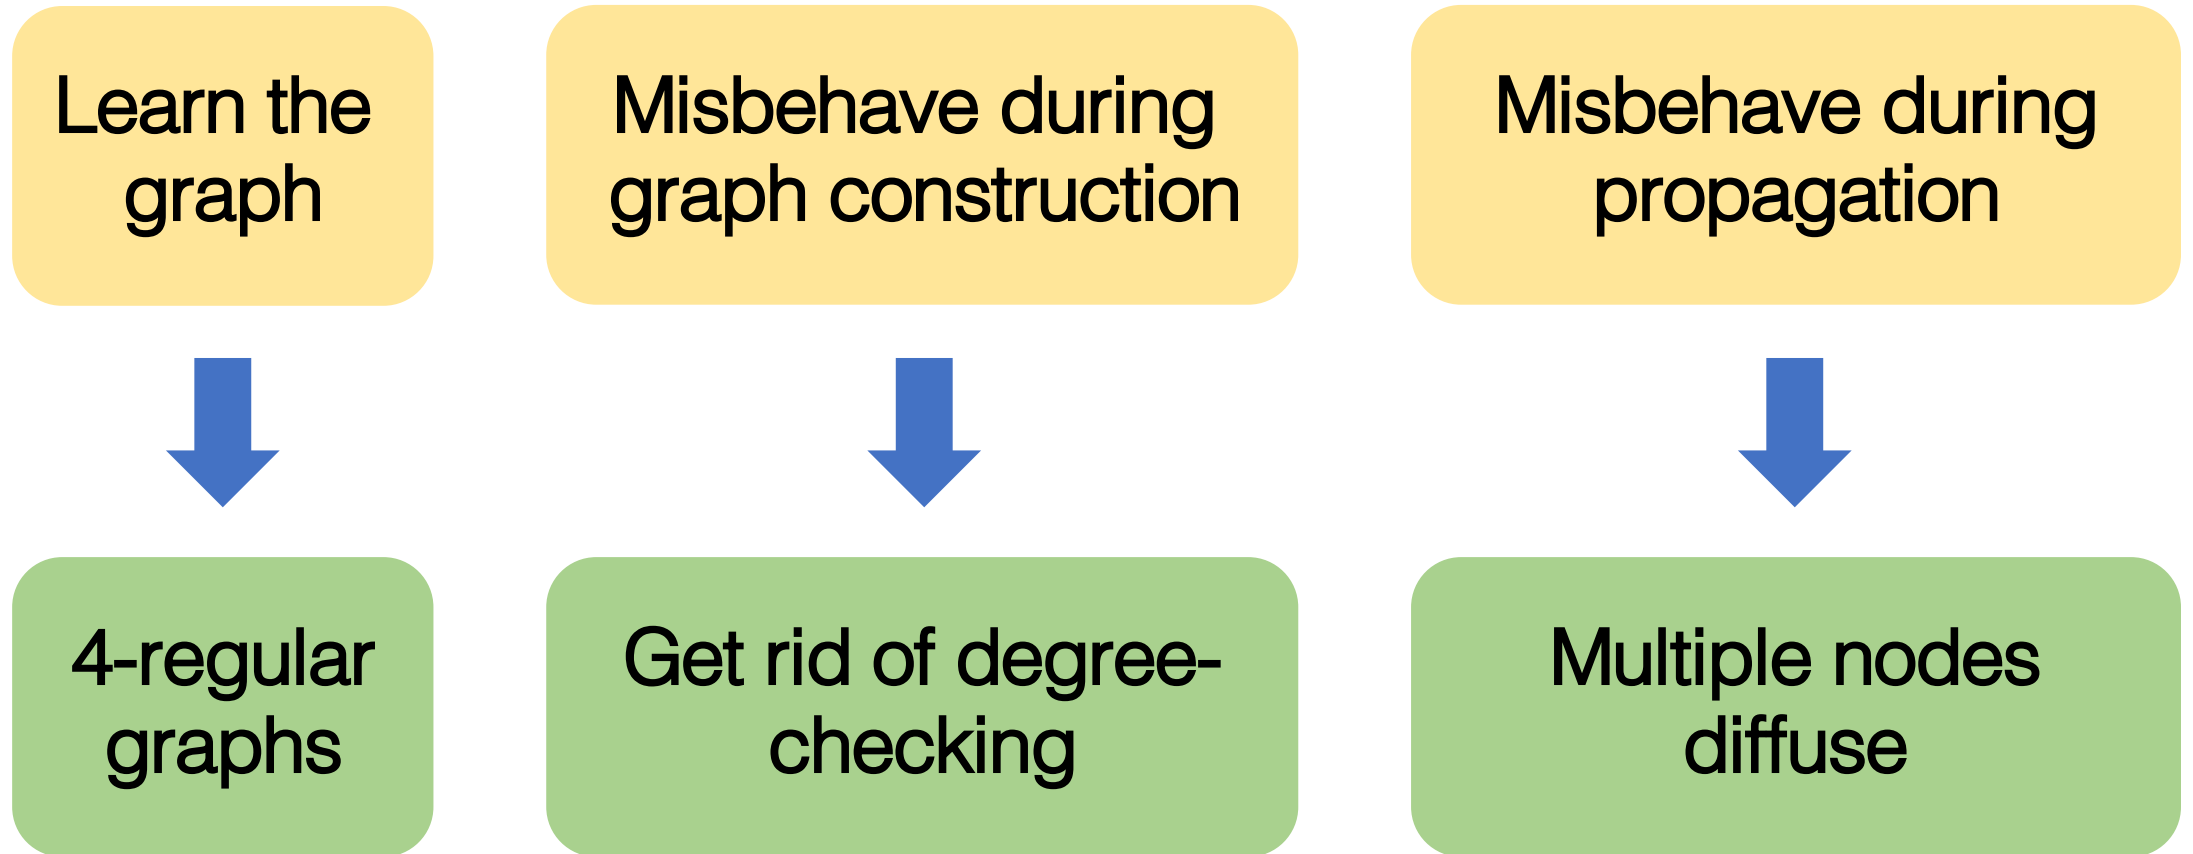 Learn the
graph
Misbehave during
graph construction
Misbehave during
propagation
4-regular
graphs
Get rid of degree-
checking
Multiple nodes
diffuse